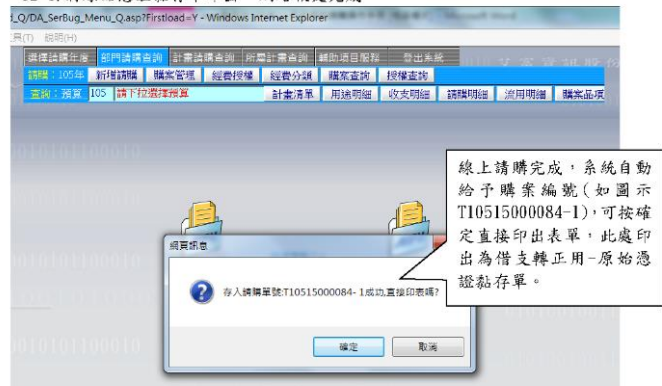 d_Q/DA_SerBug_Menu_Q.asp?Firstload=Y - Windows Internet Explorer
工具(T) 說明(H)
選擇請購年度 部門請購查詢 計畫請購查詢 所屬計畫查詢 輔助項目服務 登出系統
請購：105年 新增請購 購案管理 經費授權 經費分類 購案查詢 授權查詢
查詢：預算 105 請下拉選擇預算 計畫清單 用途明細 收支明細 請購明細 流用明細 購案品項
線上請購完成，系統自動
給予購案編號(如圖示
T10515000084-1)，可按確
定直接印出表單，此處印
出為借支轉正用-原始憑
證黏存單。
網頁訊息
存入請購單號:T10515000084- 1成功,直接印表嗎?
確定 取消